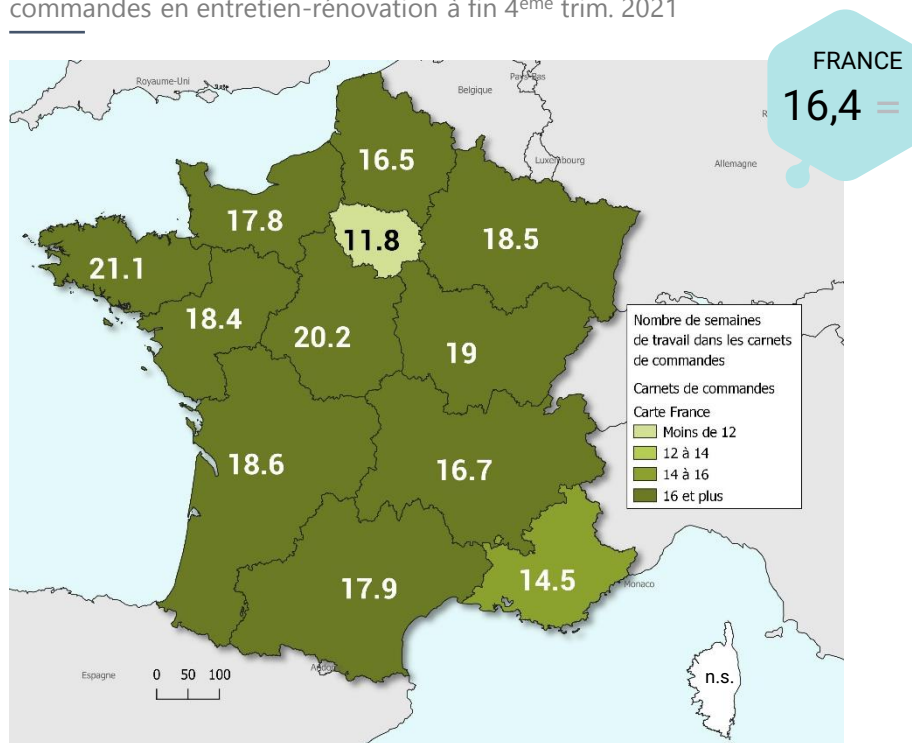 commandes en entretien-rénovation à fin 4ème trim. 2021
FRANCE
16,4 =
Royaume-Uni
Pays-Bas
Belgique
Luxembourg
Allemagne
16.5
17.8
11.8
18.5
21.1
18.4
20.2
19
18.6
16.7
17.9
14.5
Monaco
Nombre de semaines
de travail dans les carnets
de commandes
Carnets de commandes
Carte France
Moins de 12
12 à 14
14 à 16
16 et plus
Espagne
0 50 100
n.s.